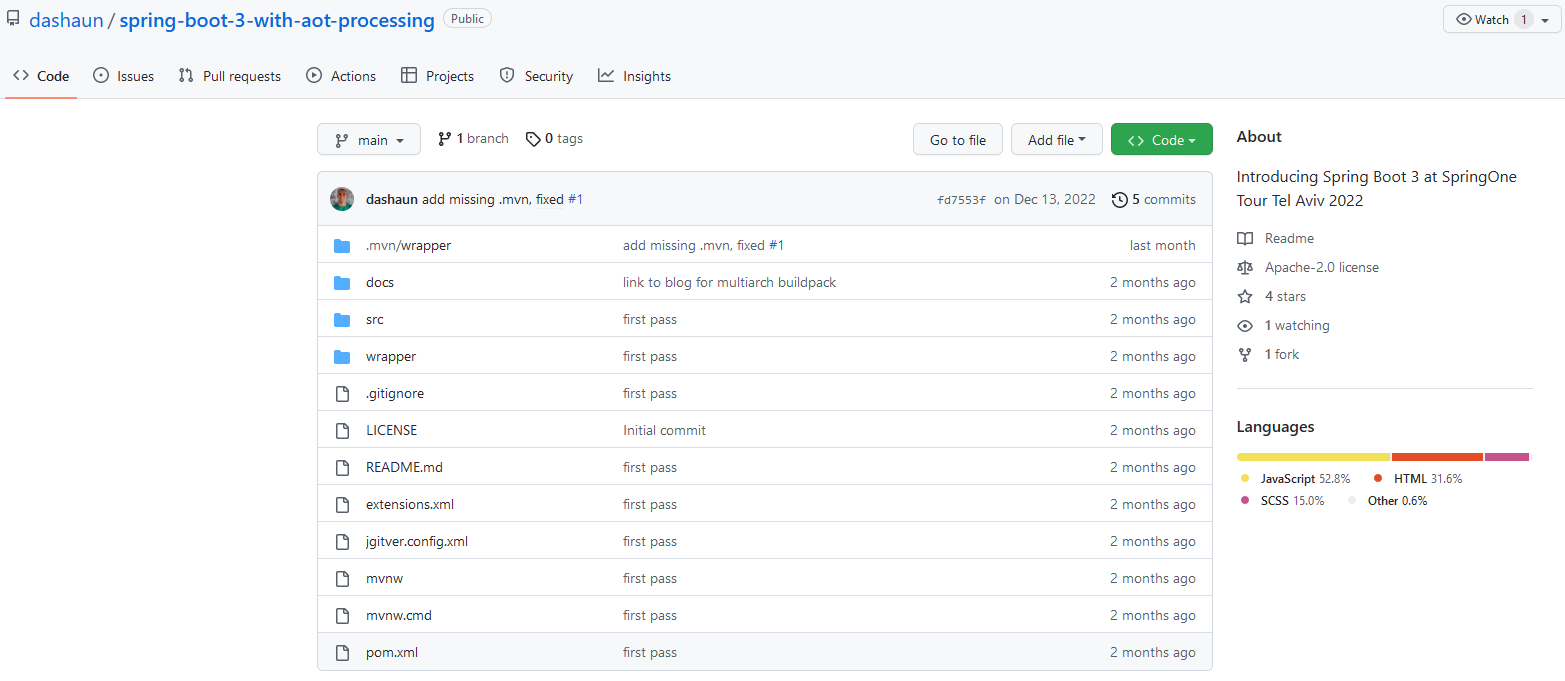 dashaun / spring-boot-3-with-aot-processing Public
Watch 1
Code Issues Pull requests Actions Projects Security Insights
main 1 branch 0 tags Go to file Add file Code
dashaun add missing .mvn, fixed #1 fd7553f on Dec 13, 2022 5 commits
.mvn/wrapper add missing .mvn, fixed #1 last month
docs link to blog for multiarch buildpack 2 months ago
src first pass 2 months ago
wrapper first pass 2 months ago
.gitignore first pass 2 months ago
LICENSE Initial commit 2 months ago
README.md first pass 2 months ago
extensions.xml first pass 2 months ago
jgitver.config.xml first pass 2 months ago
mvnw first pass 2 months ago
mvnw.cmd first pass 2 months ago
pom.xml first pass 2 months ago
About
Introducing Spring Boot 3 at SpringOne
Tour Tel Aviv 2022
Readme
Apache-2.0 license
4 stars
1 watching
1 fork
Languages
JavaScript 52.8% HTML 31.6%
SCSS 15.0% Other 0.6%